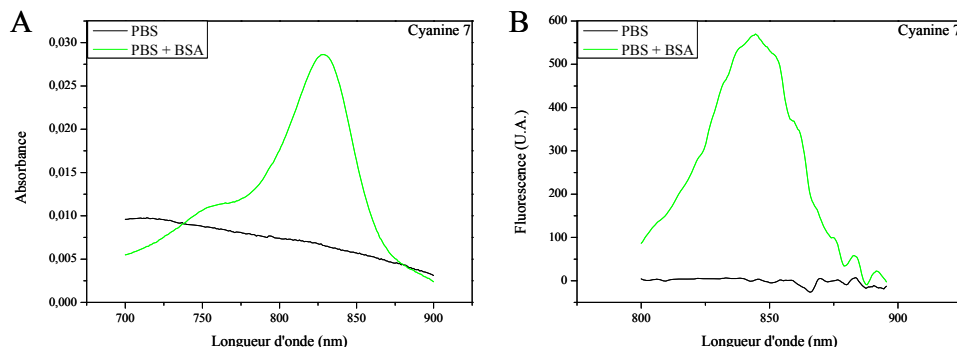 A
PBS
PBS + BSA
Cyanine 7
0,030
0,025
0,020
0,015
0,010
0,005
0,000
Absorbance
700
750
800
850
900
Longueur d'onde (nm)
B
PBS
PBS + BSA
Cyanine 7
600
500
400
300
200
100
0
Fluorescence (U.A.)
800
850
900
Longueur d'onde (nm)